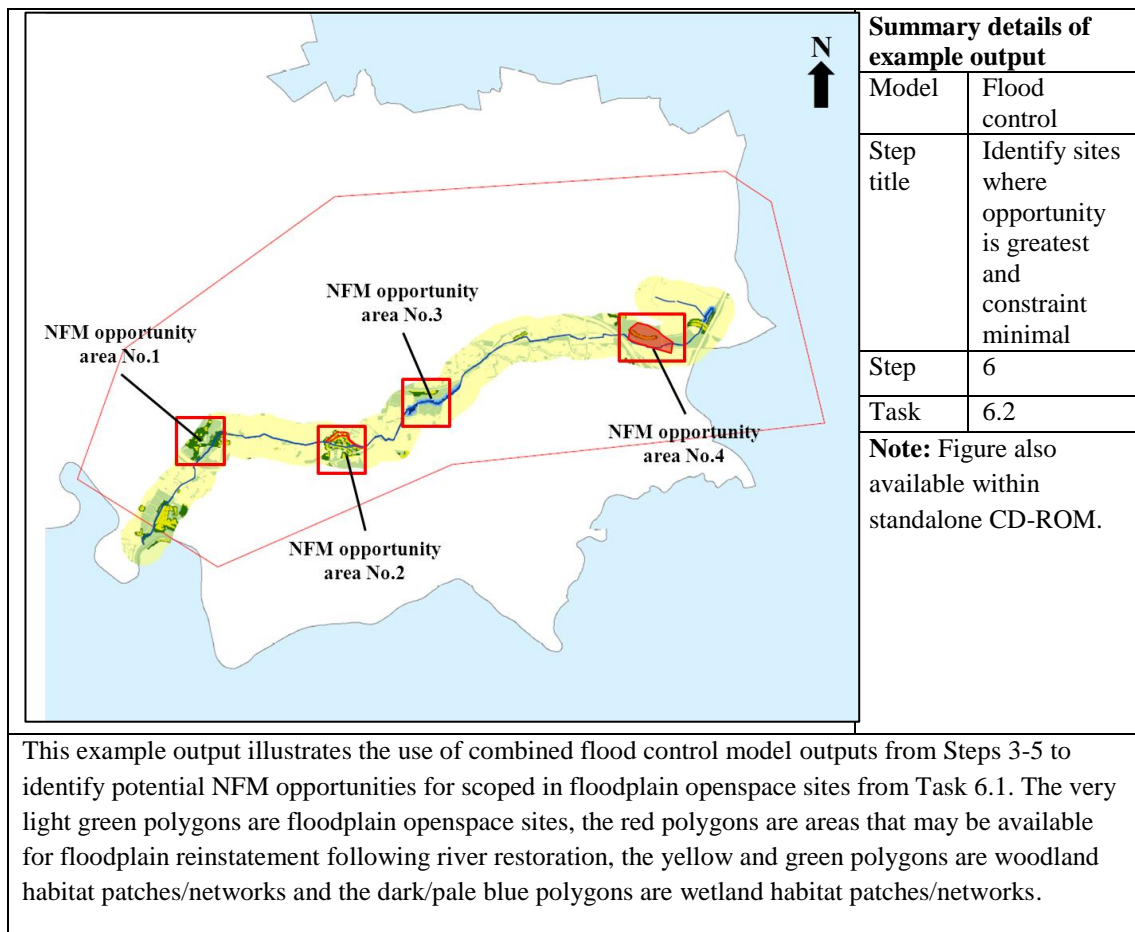 N
NFM opportunity
area No.3
NFM opportunity
area No.1
NFM opportunity
area No.4
NFM opportunity
area No.2
Summary details of
example output
Model
Flood
control
Step
title
Identify sites
where
opportunity
is greatest
and
constraint
minimal
Step
6
Task
6.2
Note: Figure also
available within
standalone CD-ROM.
This example output illustrates the use of combined flood control model outputs from Steps 3-5 to
identify potential NFM opportunities for scoped in floodplain openspace sites from Task 6.1. The very
light green polygons are floodplain openspace sites, the red polygons are areas that may be available
for floodplain reinstatement following river restoration, the yellow and green polygons are woodland
habitat patches/networks and the dark/pale blue polygons are wetland habitat patches/networks.